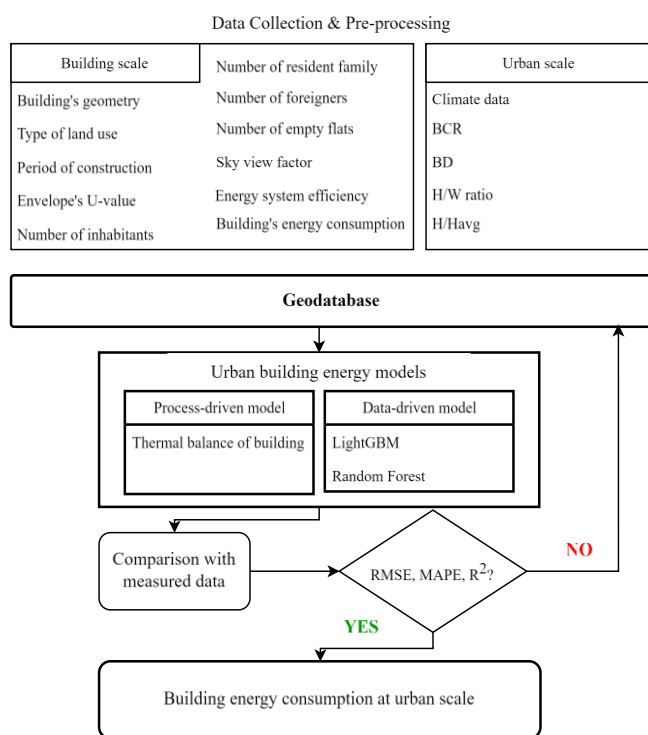 Data Collection & Pre-processing
Building scale
Building's geometry
Type of land use
Period of construction
Envelope's U-value
Number of inhabitants
Number of resident family
Number of foreigners
Number of empty flats
Sky view factor
Energy system efficiency
Building's energy consumption
Urban scale
Climate data
BCR
BD
H/W ratio
H/Havg
Geodatabase
Urban building energy models
Process-driven model
Thermal balance of building
Data-driven model
LightGBM
Random Forest
Comparison with
measured data
RMSE, MAPE, R²?
NO
YES
Building energy consumption at urban scale